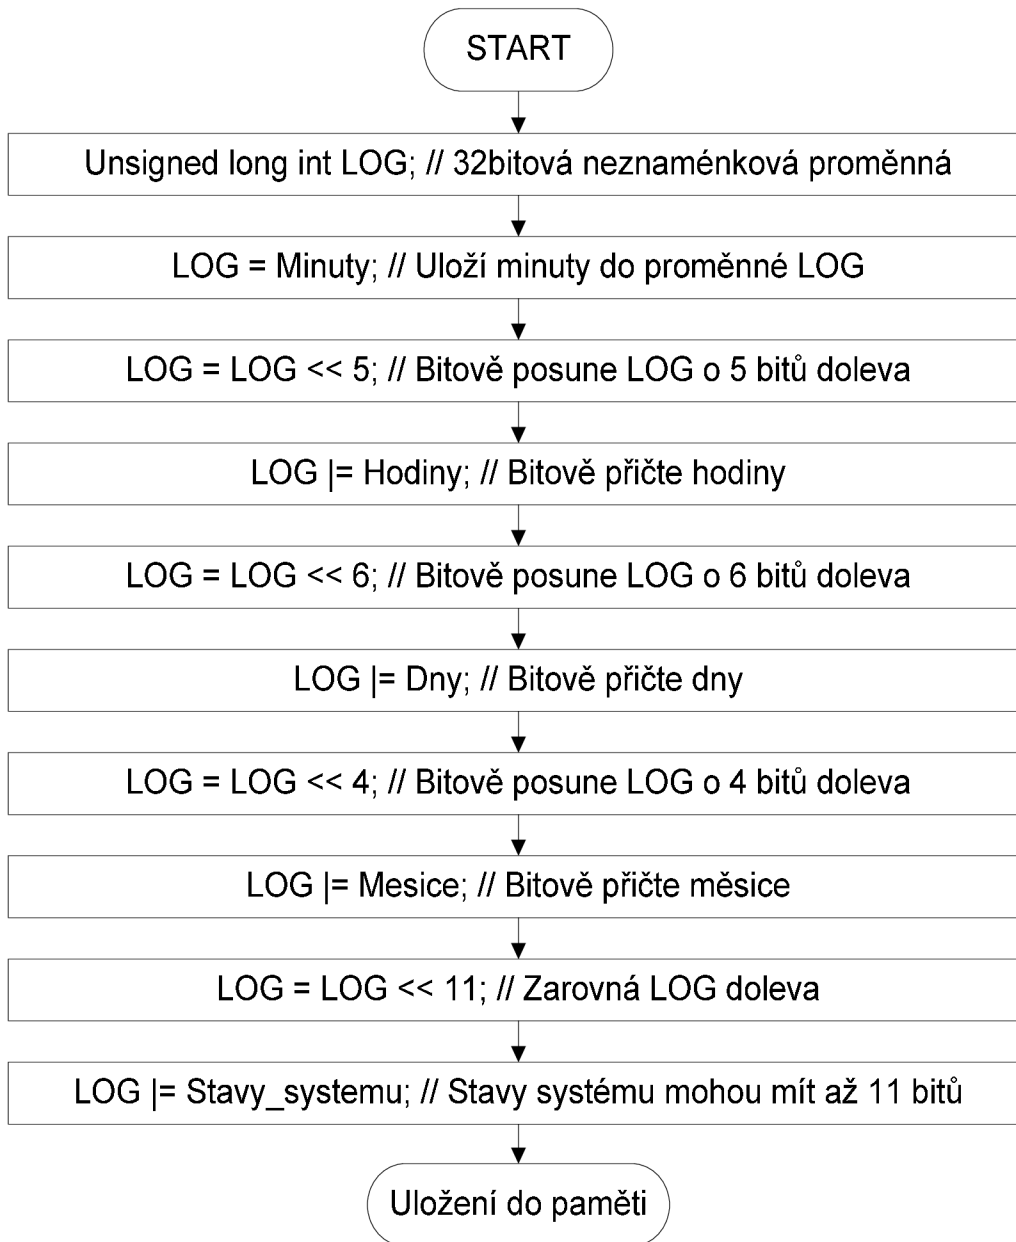 START
Unsigned long int LOG; // 32bitová neznaménková proměnná
LOG = Minuty; // Uloží minuty do proměnné LOG
LOG = LOG << 5; // Bitově posune LOG o 5 bitů doleva
LOG |= Hodiny; // Bitově přičte hodiny
LOG = LOG << 6; // Bitově posune LOG o 6 bitů doleva
LOG |= Dny; // Bitově přičte dny
LOG = LOG << 4; // Bitově posune LOG o 4 bitů doleva
LOG |= Mesice; // Bitově přičte měsice
LOG = LOG << 11; // Zarovná LOG doleva
LOG |= Stavy_systemu; // Stavy systému mohou mít až 11 bitů
Uložení do paměti